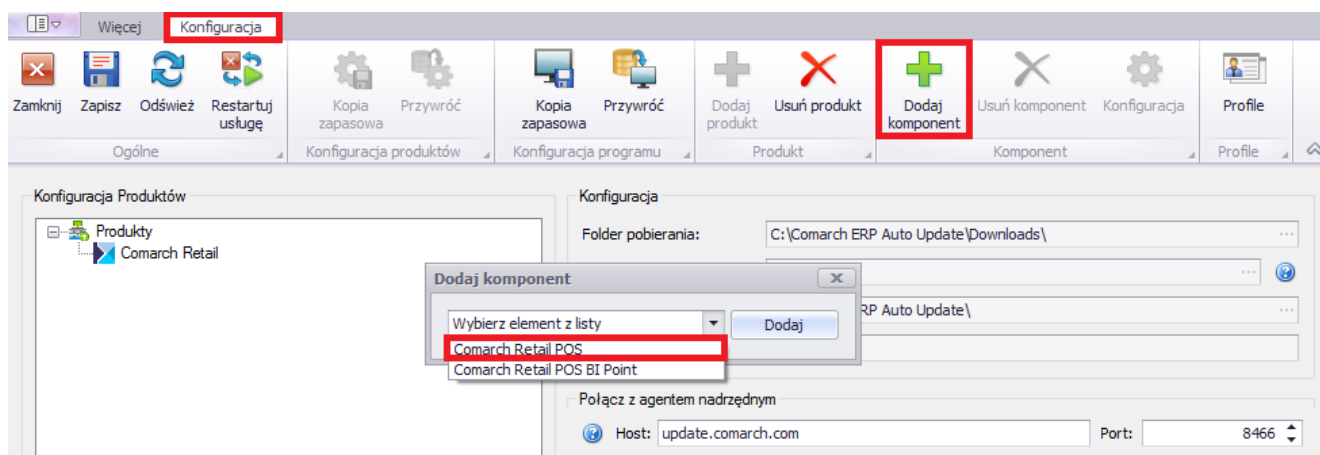 Więcej Konfiguracja
Zamknij Zapisz Odśwież Restartuj usługę Kopia zapasowa Przywróć Kopia zapasowa Przywróć Dodaj produkt Usuń produkt Dodaj komponent Usuń komponent Konfiguracja Profile
Ogólne Konfiguracja produktów Konfiguracja programu Produkt Komponent Profile
Konfiguracja Produktów
Produkty
Comarch Retail
Konfiguracja
Folder pobierania: C:\Comarch ERP Auto Update\Downloads\
Dodaj komponent
RP Auto Update\
Wybierz element z listy Dodaj
Comarch Retail POS
Comarch Retail POS BI Point
Połącz z agentem nadrzędnym
Host: update.comarch.com Port: 8466